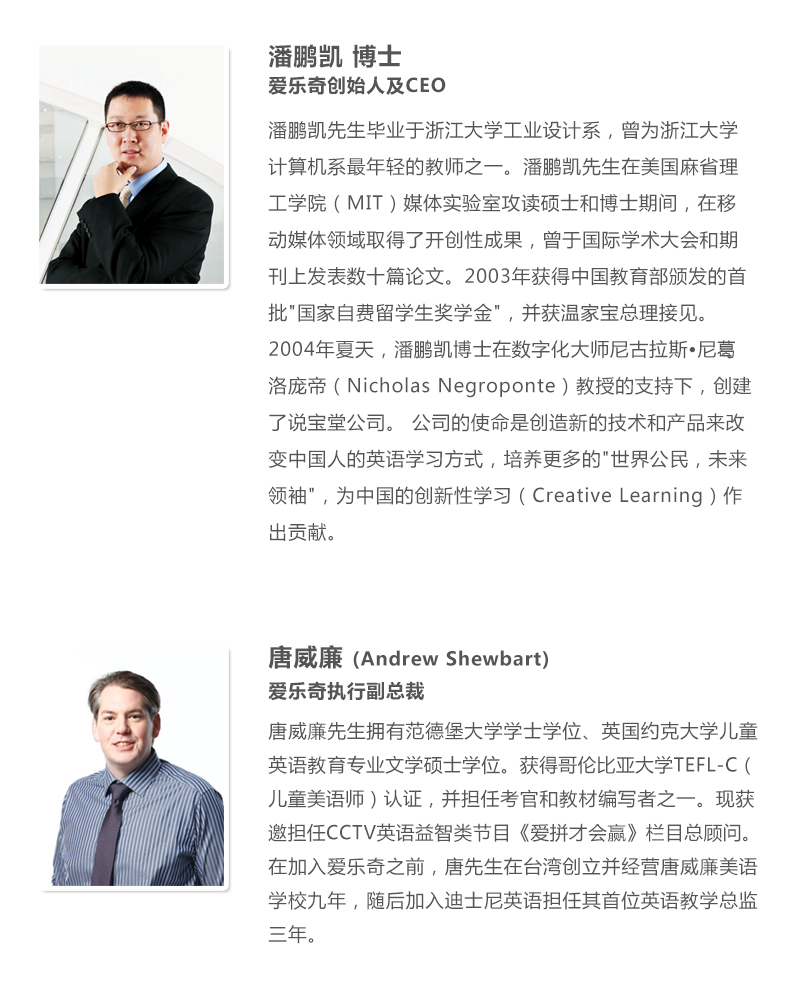 潘鹏凯 博士
爱乐奇创始人及CEO
潘鹏凯先生毕业于浙江大学工业设计系，曾为浙江大学
计算机系最年轻的教师之一。潘鹏凯先生在美国麻省理
工学院（MIT）媒体实验室攻读硕士和博士期间，在移
动媒体领域取得了开创性成果，曾于国际学术大会和期
刊上发表数十篇论文。2003年获得中国教育部颁发的首
批"国家自费留学生奖学金"，并获温家宝总理接见。
2004年夏天，潘鹏凯博士在数字化大师尼古拉斯•尼葛
洛庞帝（Nicholas Negroponte）教授的支持下，创建
了说宝堂公司。 公司的使命是创造新的技术和产品来改
变中国人的英语学习方式，培养更多的"世界公民，未来
领袖"，为中国的创新性学习（Creative Learning）作
出贡献。
唐威廉 (Andrew Shewbart)
爱乐奇执行副总裁
唐威廉先生拥有范德堡大学学士学位、英国约克大学儿童
英语教育专业文学硕士学位。获得哥伦比亚大学TEFL-C（
儿童美语师）认证，并担任考官和教材编写者之一。现获
邀担任CCTV英语益智类节目《爱拼才会赢》栏目总顾问。
在加入爱乐奇之前，唐先生在台湾创立并经营唐威廉美语
学校九年，随后加入迪士尼英语担任其首位英语教学总监
三年。